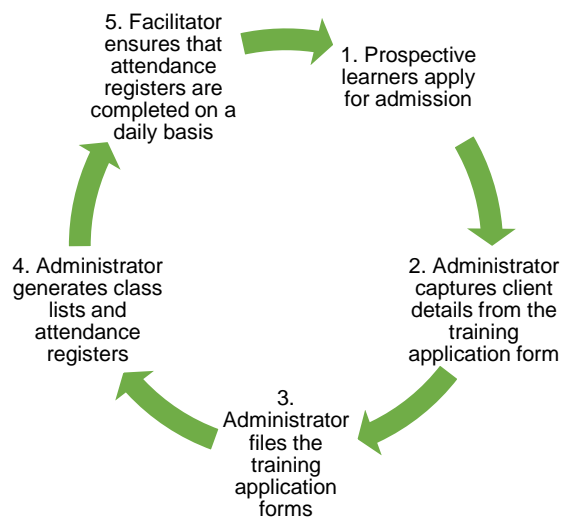 1. Prospective
learners apply
for admission
2. Administrator
captures client
details from the
training
application form
3.
Administrator
files the
training
application
forms
4. Administrator
generates class
lists and
attendance
registers
5. Facilitator
ensures that
attendance
registers are
completed on a
daily basis